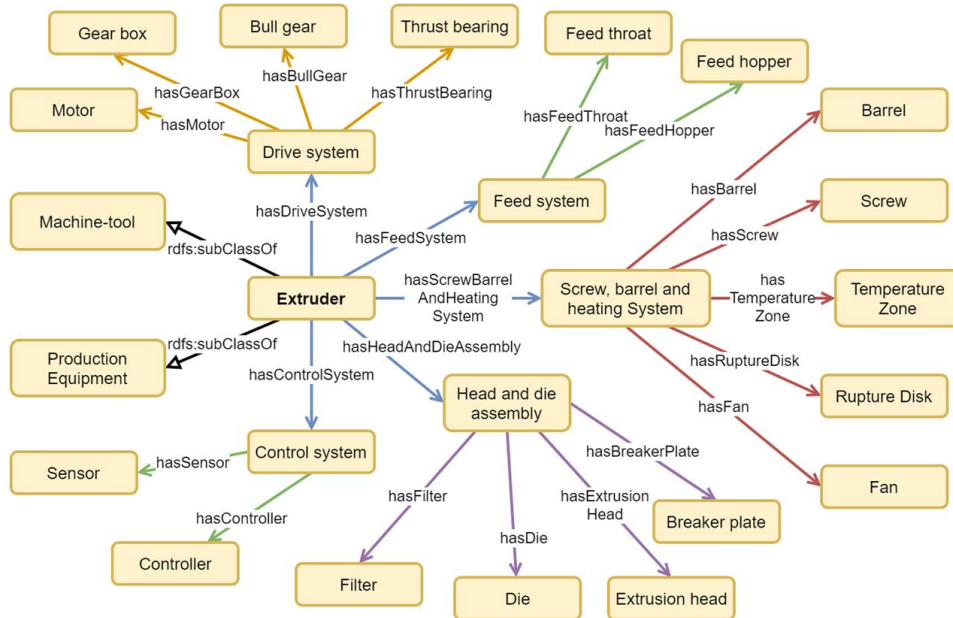 Gear box
Bull gear
Thrust bearing
Feed throat
Feed hopper
hasBullGear
hasGearBox
hasThrustBearing
Motor
hasMotor
hasFeedThroat
hasFeedHopper
Barrel
Drive system
hasBarrel
Machine-tool
hasDriveSystem
Feed system
hasFeedSystem
Screw
hasScrew
rdfs:subClassOf
Extruder
hasScrewBarrel
AndHeating
System
Screw, barrel and
heating System
has
Temperature
Zone
Temperature
Zone
Production
Equipment
rdfs:subClassOf
hasControlSystem
hasHeadAndDieAssembly
hasRuptureDisk
Rupture Disk
hasFan
Head and die
assembly
Sensor
hasSensor
Control system
hasBreakerPlate
Fan
hasController
hasFilter
hasExtrusion
Head
Breaker plate
hasDie
Controller
Filter
Die
Extrusion head